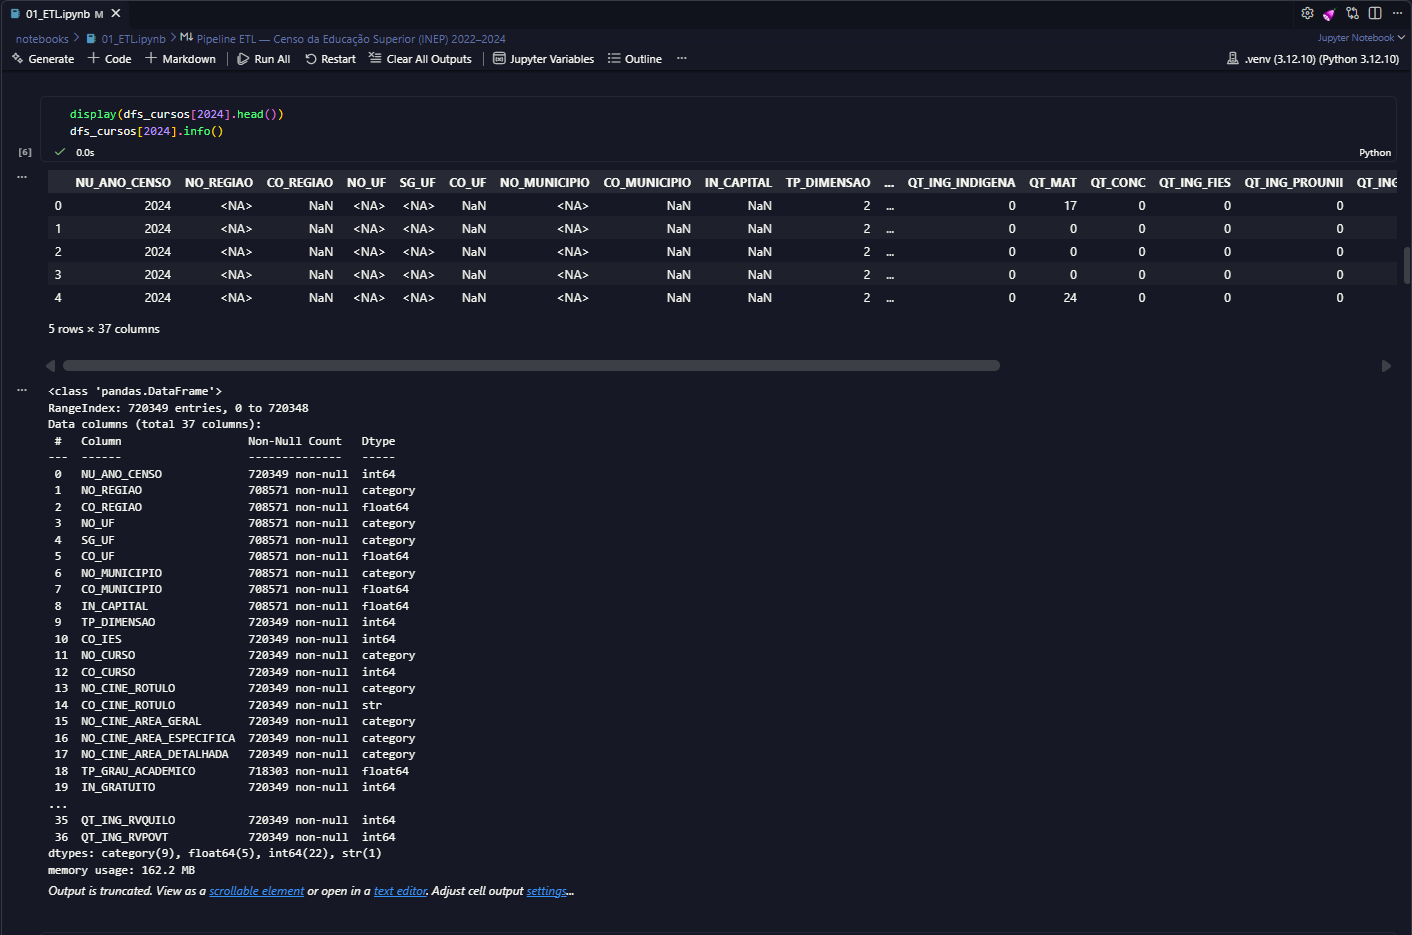 01_ETL.ipynb M
notebooks > 01_ETL.ipynb > M↓ Pipeline ETL — Censo da Educação Superior (INEP) 2022–2024
Jupyter Notebook
Generate + Code + Markdown | Run All Restart Clear All Outputs | Jupyter Variables Outline ...
.venv (3.12.10) (Python 3.12.10)
display(dfs_cursos[2024].head())
dfs_cursos[2024].info()
[6] 0.0s Python
NU_ANO_CENSO NO_REGIAO CO_REGIAO NO_UF SG_UF CO_UF NO_MUNICIPIO CO_MUNICIPIO IN_CAPITAL TP_DIMENSAO ... QT_ING_INDIGENA QT_MAT QT_CONC QT_ING_FIES QT_ING_PROUNII QT_ING
0 2024 <NA> NaN <NA> <NA> NaN <NA> NaN NaN 2 ... 0 17 0 0 0
1 2024 <NA> NaN <NA> <NA> NaN <NA> NaN NaN 2 ... 0 0 0 0 0
2 2024 <NA> NaN <NA> <NA> NaN <NA> NaN NaN 2 ... 0 0 0 0 0
3 2024 <NA> NaN <NA> <NA> NaN <NA> NaN NaN 2 ... 0 0 0 0 0
4 2024 <NA> NaN <NA> <NA> NaN <NA> NaN NaN 2 ... 0 24 0 0 0
5 rows × 37 columns
<class 'pandas.DataFrame'>
RangeIndex: 720349 entries, 0 to 720348
Data columns (total 37 columns):
# Column Non-Null Count Dtype
--- ------ -------------- -----
0 NU_ANO_CENSO 720349 non-null int64
1 NO_REGIAO 708571 non-null category
2 CO_REGIAO 708571 non-null float64
3 NO_UF 708571 non-null category
4 SG_UF 708571 non-null category
5 CO_UF 708571 non-null float64
6 NO_MUNICIPIO 708571 non-null category
7 CO_MUNICIPIO 708571 non-null float64
8 IN_CAPITAL 708571 non-null float64
9 TP_DIMENSAO 720349 non-null int64
10 CO_IES 720349 non-null int64
11 NO_CURSO 720349 non-null category
12 CO_CURSO 720349 non-null int64
13 NO_CINE_ROTULO 720349 non-null category
14 CO_CINE_ROTULO 720349 non-null str
15 NO_CINE_AREA_GERAL 720349 non-null category
16 NO_CINE_AREA_ESPECIFICA 720349 non-null category
17 NO_CINE_AREA_DETALHADA 720349 non-null category
18 TP_GRAU_ACADEMICO 718303 non-null float64
19 IN_GRATUITO 720349 non-null int64
...
35 QT_ING_RVQUILO 720349 non-null int64
36 QT_ING_RVPOVT 720349 non-null int64
dtypes: category(9), float64(5), int64(22), str(1)
memory usage: 162.2 MB
Output is truncated. View as a scrollable element or open in a text editor. Adjust cell output settings...